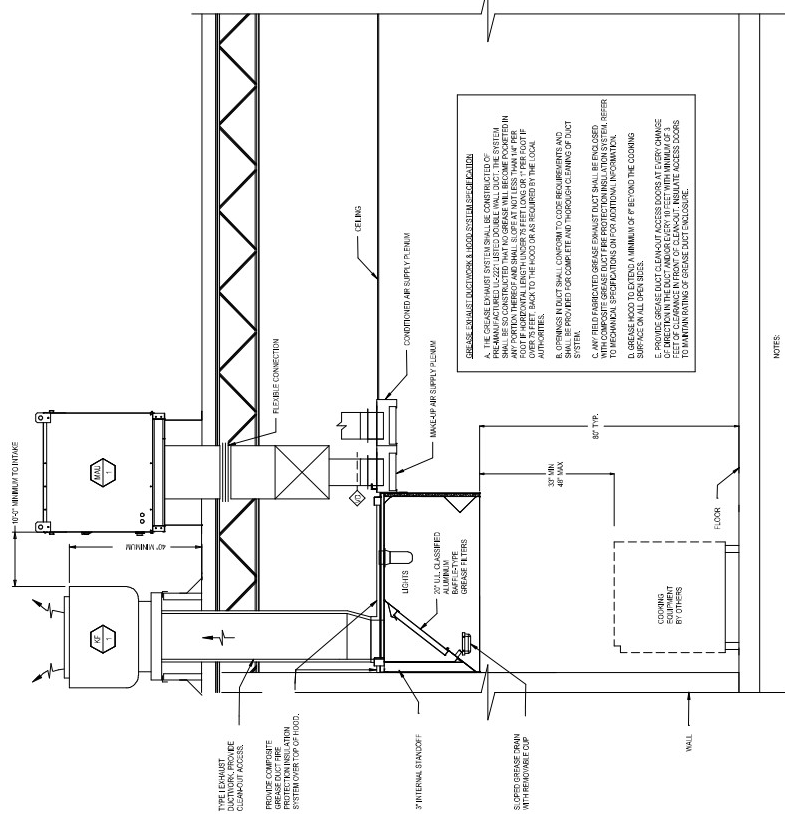 10'-0" MINIMUM TO INTAKE
40" MINIMUM
MAU
1
KF
1
TYPE I EXHAUST
DUCTWORK, PROVIDE
CLEAN-OUT ACCESS.
PROVIDE COMPOSITE
GREASE DUCT FIRE
PROTECTION INSULATION
SYSTEM OVER TOP OF HOOD.
3" INTERNAL STANDOFF
SLOPED GREASE DRAIN
WITH REMOVABLE CUP
WALL
FLEXIBLE CONNECTION
CEILING
CONDITIONED AIR SUPPLY PLENUM
MAKE-UP AIR SUPPLY PLENUM
LIGHTS
20" U.L. CLASSIFIED
ALUMINUM
BAFFLE-TYPE
GREASE FILTERS
COOKING
EQUIPMENT
BY OTHERS
33" MIN.
48" MAX
80" TYP.
FLOOR
GREASE EXHAUST DUCTWORK & HOOD SYSTEM SPECIFICATION
A. THE GREASE EXHAUST SYSTEM SHALL BE CONSTRUCTED OF
PRE-MANUFACTURED UL-2221 LISTED DOUBLE WALL DUCT. THE SYSTEM
SHALL BE SO CONSTRUCTED THAT NO GREASE WILL BECOME POCKETED IN
ANY PORTION THEREOF AND SHALL SLOPE AT NOT LESS THAN 1/4" PER
FOOT IF HORIZONTAL LENGTH UNDER 75 FEET LONG OR 1" PER FOOT IF
OVER 75 FEET, BACK TO THE HOOD OR AS REQUIRED BY THE LOCAL
AUTHORITIES.
B. OPENINGS IN DUCT SHALL CONFORM TO CODE REQUIREMENTS AND
SHALL BE PROVIDED FOR COMPLETE AND THOROUGH CLEANING OF DUCT
SYSTEM.
C. ANY FIELD FABRICATED GREASE EXHAUST DUCT SHALL BE ENCLOSED
WITH COMPOSITE GREASE DUCT FIRE PROTECTION INSULATION SYSTEM. REFER
TO MECHANICAL SPECIFICATIONS ON FOR ADDITIONAL INFORMATION.
D. GREASE HOOD TO EXTEND A MINIMUM OF 6" BEYOND THE COOKING
SURFACE ON ALL OPEN SIDES.
E. PROVIDE GREASE DUCT CLEAN-OUT ACCESS DOORS AT EVERY CHANGE
OF DIRECTION IN THE DUCT AND/OR EVERY 10 FEET WITH MINIMUM OF 3
FEET OF CLEARANCE IN FRONT OF CLEAN-OUT. INSULATE ACCESS DOORS
TO MAINTAIN RATING OF GREASE DUCT ENCLOSURE.
NOTES: